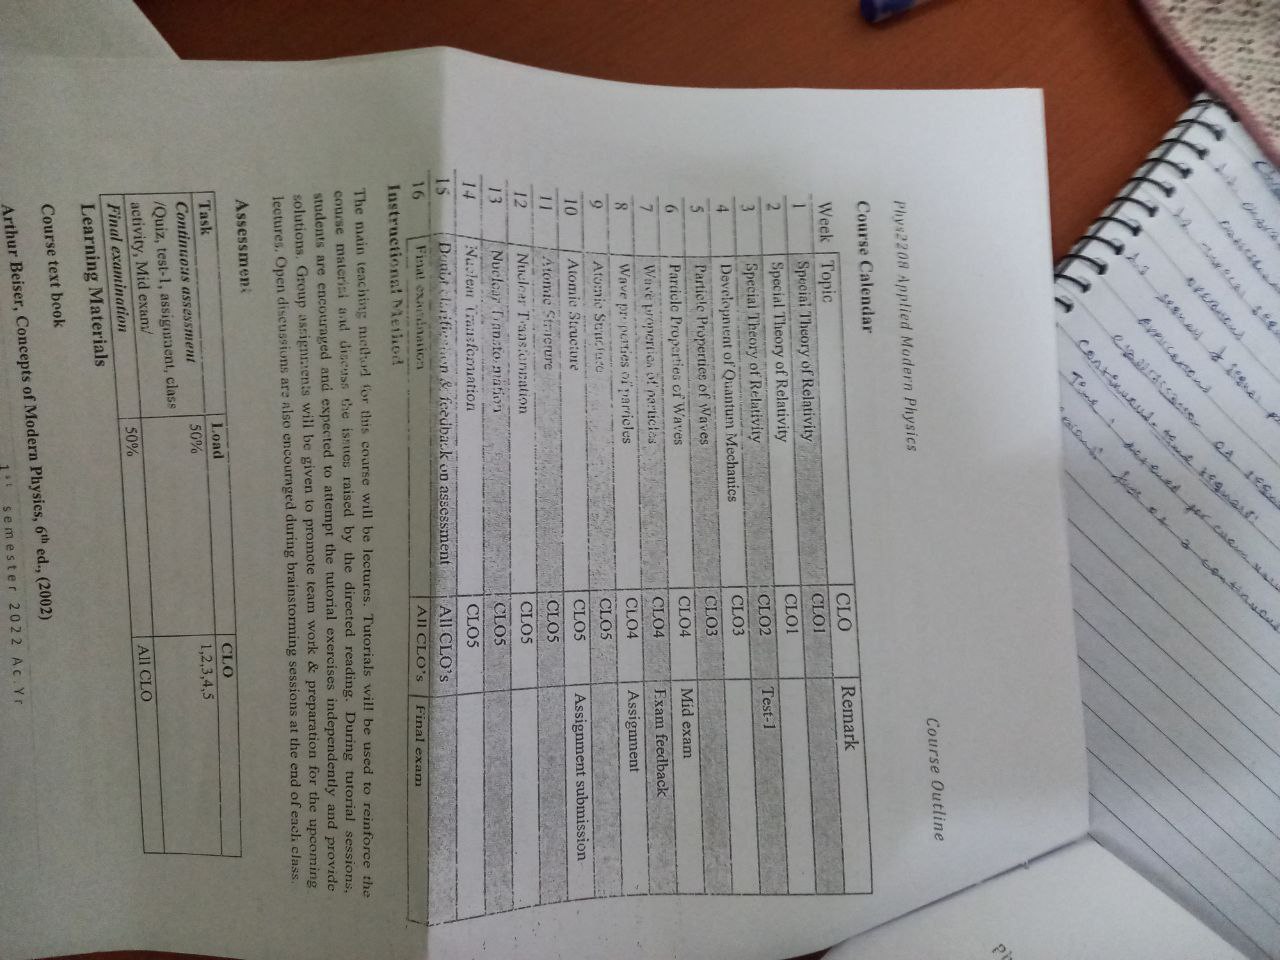 Phys2208 Applied Modern Physics Course Outline
Course Calendar
Week Topic CLO Remark
1 Special Theory of Relativity CLO1
2 Special Theory of Relativity CLO1
3 Special Theory of Relativity CLO2 Test-1
4 Development of Quantum Mechanics CLO3
5 Particle Properties of Waves CLO3
6 Particle Properties of Waves CLO4 Mid exam
7 Wave properties of particles CLO4 Exam feedback
8 Wave properties of particles CLO4 Assignment
9 Atomic Structure CLO5
10 Atomic Structure CLO5 Assignment submission
11 Atomic Structure CLO5
12 Nuclear Transformation CLO5
13 Nuclear Transformation CLO5
14 Nuclear Transformation CLO5
15 & feedback on assessment All CLO's
16 Final examination All CLO's Final exam
Instructional Method
The main teaching method for this course will be lectures. Tutorials will be used to reinforce the
course material and discuss the issues raised by the directed reading. During tutorial sessions,
students are encouraged and expected to attempt the tutorial exercises independently and provide
solutions. Group assignments will be given to promote team work & preparation for the upcoming
lectures. Open discussions are also encouraged during brainstorming sessions at the end of each class.
Assessment
Task Load CLO
Continuous assessment 50% 1,2,3,4,5
/Quiz, test-1, assignment, class
activity, Mid exam/
Final examination 50% All CLO
Learning Materials
Course text book
Arthur Beiser, Concepts of Modern Physics, 6th ed., (2002)
1st semester 2022 Ac.Yr